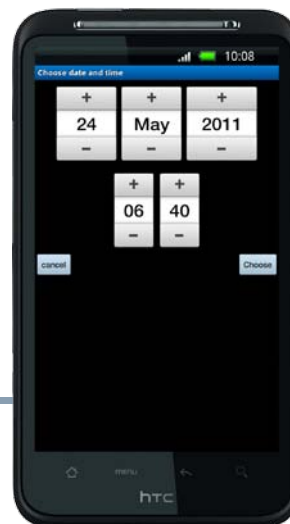 10:08
Choose date and time
+ + +
24 May 2011
− − −
+ +
06 40
− −
cancel Choose
menu
htc